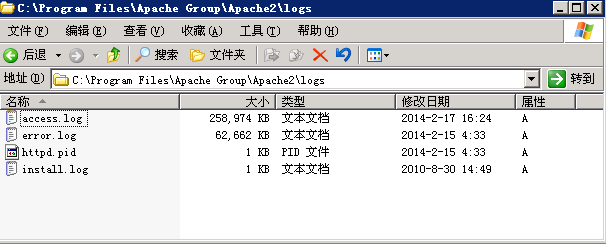 C:\Program Files\Apache Group\Apache2\logs
文件(F) 编辑(E) 查看(V) 收藏(A) 工具(T) 帮助(H)
后退 搜索 文件夹
地址(D) C:\Program Files\Apache Group\Apache2\logs 转到
名称 大小 类型 修改日期 属性
access.log 258,974 KB 文本文档 2014-2-17 16:24 A
error.log 62,662 KB 文本文档 2014-2-15 4:33 A
httpd.pid 1 KB PID 文件 2014-2-15 4:33 A
install.log 1 KB 文本文档 2010-8-30 14:49 A